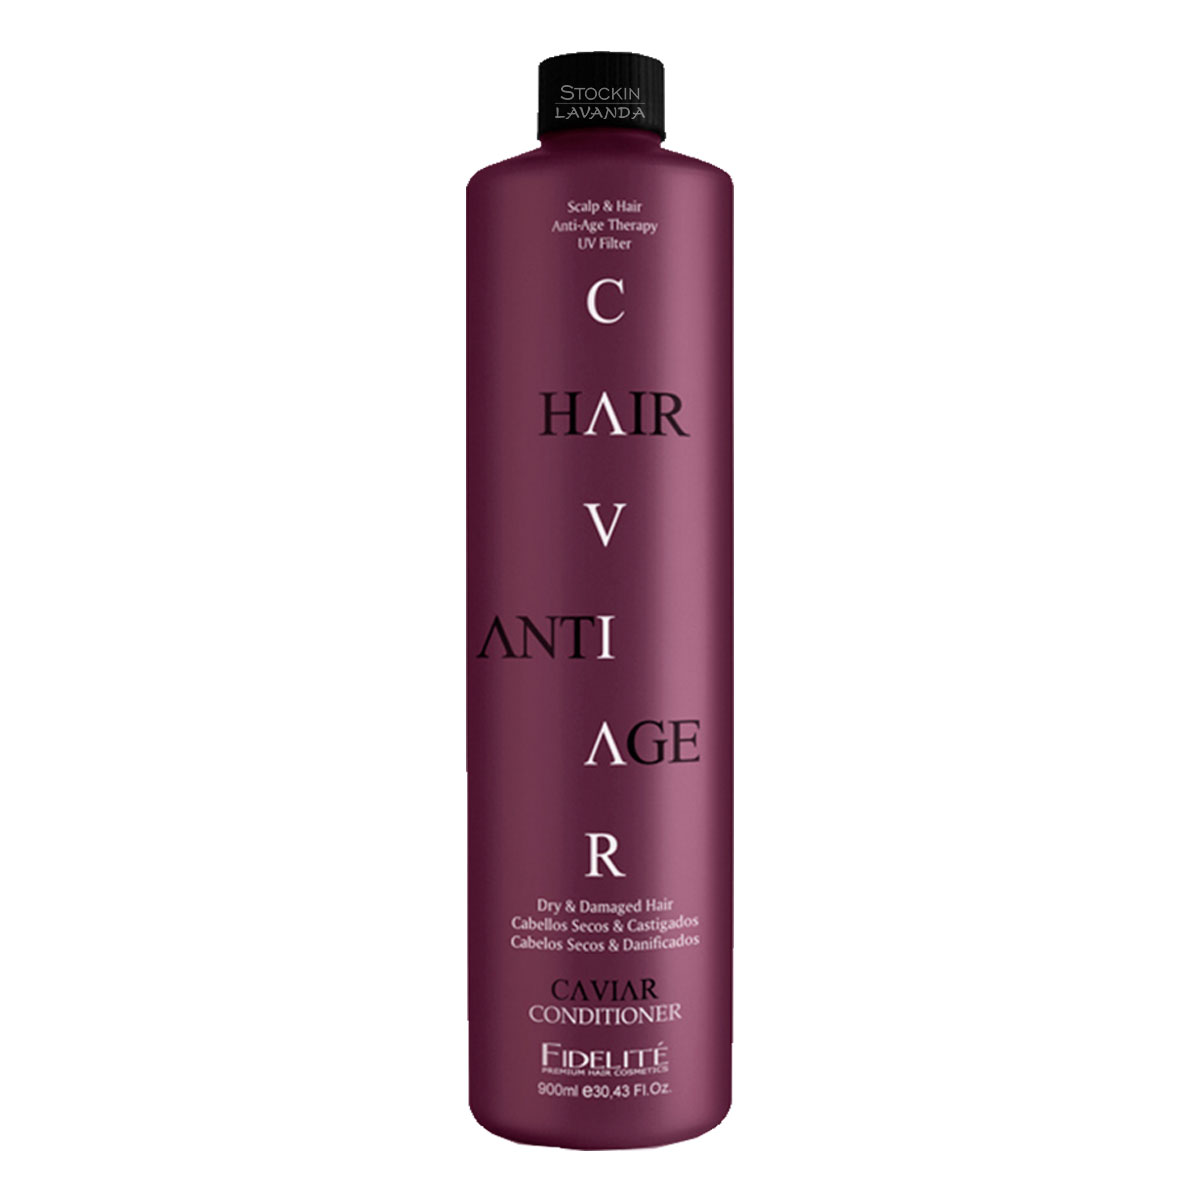 STOCKIN
LAVANDA
Scalp & Hair
Anti-Age Therapy
UV Filter
C
HAIR
V
ANTI
AGE
R
Dry & Damaged Hair
Cabellos Secos & Castigados
Cabelos Secos & Danificados
CAVIAR
CONDITIONER
FIDELITÉ
PREMIUM HAIR COSMETICS
900ml e30,43 Fl.Oz.